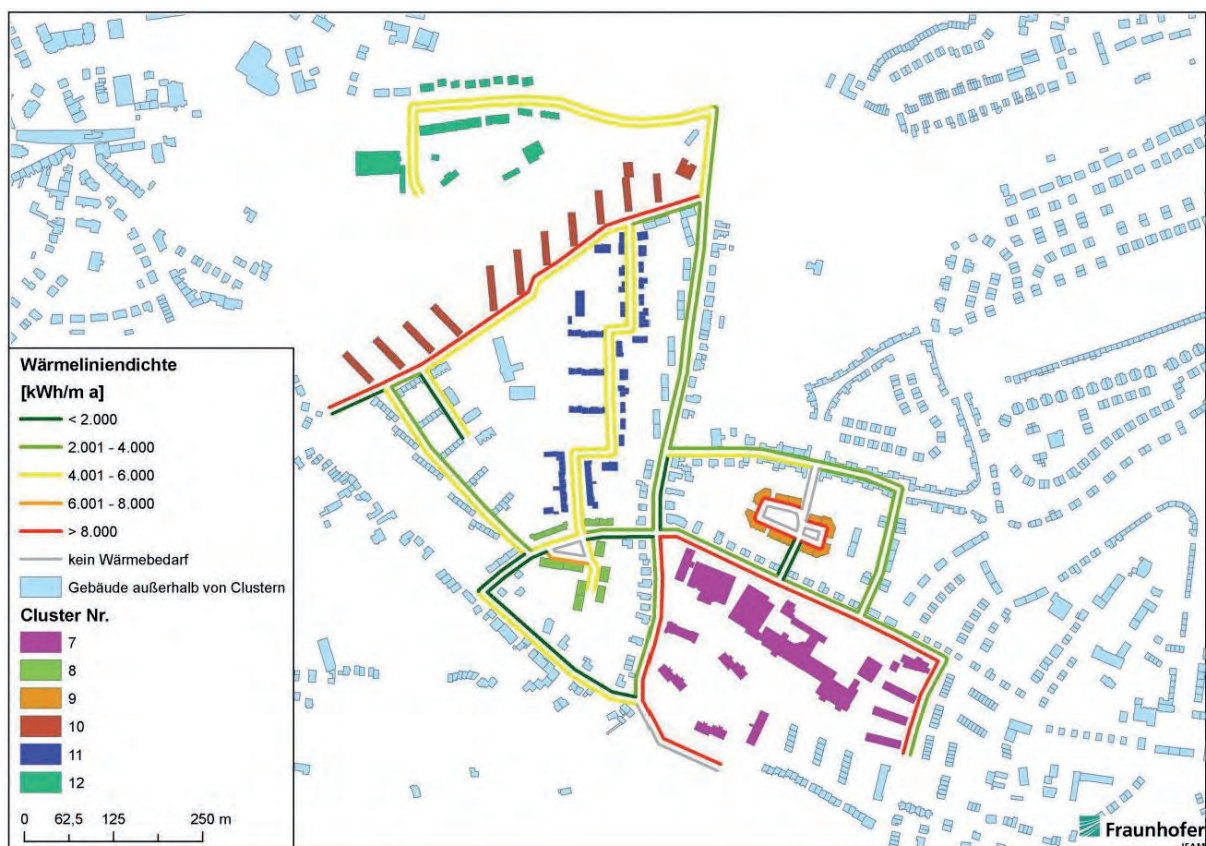 Wärmeliniendichte
[kWh/m a]
< 2.000
2.001 - 4.000
4.001 - 6.000
6.001 - 8.000
> 8.000
kein Wärmebedarf
Gebäude außerhalb von Clustern
Cluster Nr.
7
8
9
10
11
12
0 62,5 125 250 m
Fraunhofer
IFAM